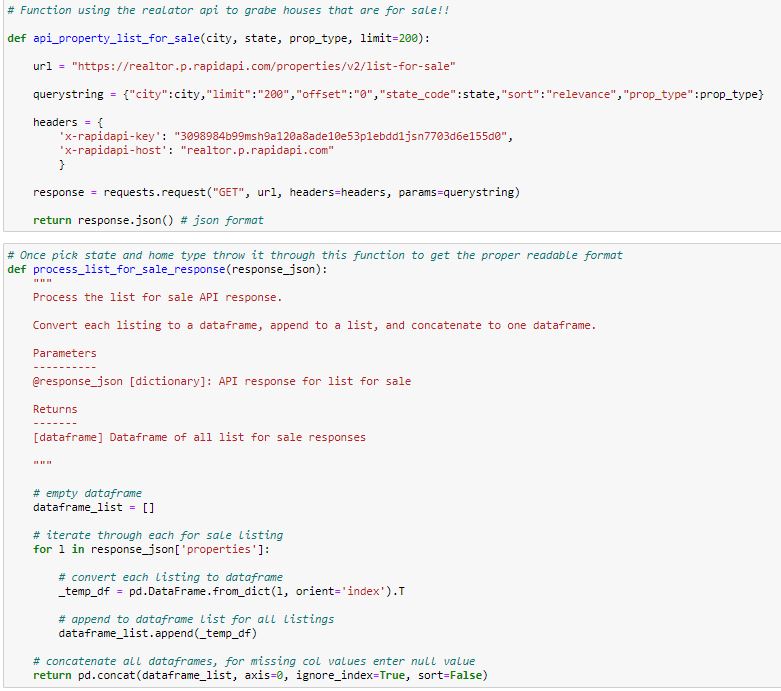 # Function using the realator api to grabe houses that are for sale!!
def api_property_list_for_sale(city, state, prop_type, limit=200):
url = "https://realtor.p.rapidapi.com/properties/v2/list-for-sale"
querystring = {"city":city,"limit":"200","offset":"0","state_code":state,"sort":"relevance","prop_type":prop_type}
headers = {
'x-rapidapi-key': "3098984b99msh9a120a8ade10e53p1ebdd1jsn7703d6e155d0",
'x-rapidapi-host': "realtor.p.rapidapi.com"
}
response = requests.request("GET", url, headers=headers, params=querystring)
return response.json() # json format
# Once pick state and home type throw it through this function to get the proper readable format
def process_list_for_sale_response(response_json):
"""
Process the list for sale API response.
Convert each listing to a dataframe, append to a list, and concatenate to one dataframe.
Parameters
----------
@response_json [dictionary]: API response for list for sale
Returns
-------
[dataframe] Dataframe of all list for sale responses
"""
# empty dataframe
dataframe_list = []
# iterate through each for sale listing
for l in response_json['properties']:
# convert each listing to dataframe
_temp_df = pd.DataFrame.from_dict(l, orient='index').T
# append to dataframe list for all listings
dataframe_list.append(_temp_df)
# concatenate all dataframes, for missing col values enter null value
return pd.concat(dataframe_list, axis=0, ignore_index=True, sort=False)